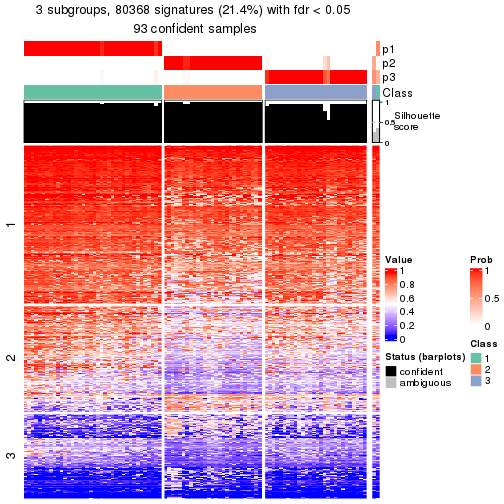 3 subgroups, 80368 signatures (21.4%) with fdr < 0.05
93 confident samples
p1
p2
p3
Class
1
0.5
0
Silhouette
score
1
2
3
Value
1
0.8
0.6
0.4
0.2
0
Prob
1
0.5
0
Status (barplots)
confident
ambiguous
Class
1
2
3